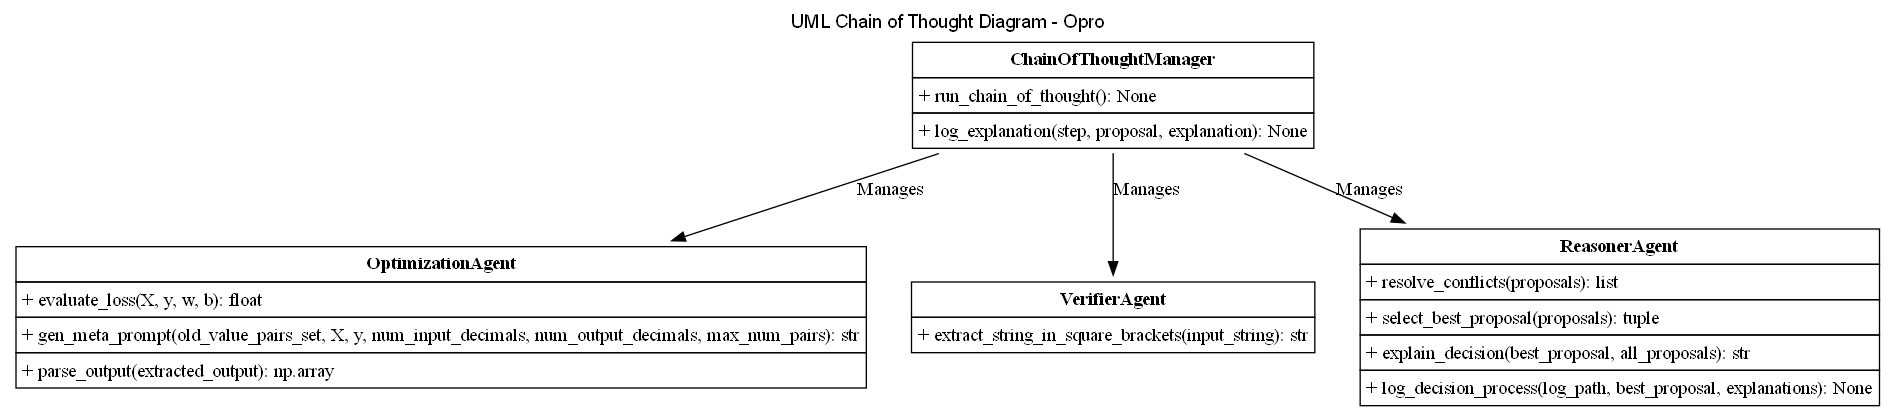 UML Chain of Thought Diagram - Opro
ChainOfThoughtManager
+ run_chain_of_thought(): None
+ log_explanation(step, proposal, explanation): None
Manages
Manages
Manages
OptimizationAgent
+ evaluate_loss(X, y, w, b): float
+ gen_meta_prompt(old_value_pairs_set, X, y, num_input_decimals, num_output_decimals, max_num_pairs): str
+ parse_output(extracted_output): np.array
VerifierAgent
+ extract_string_in_square_brackets(input_string): str
ReasonerAgent
+ resolve_conflicts(proposals): list
+ select_best_proposal(proposals): tuple
+ explain_decision(best_proposal, all_proposals): str
+ log_decision_process(log_path, best_proposal, explanations): None